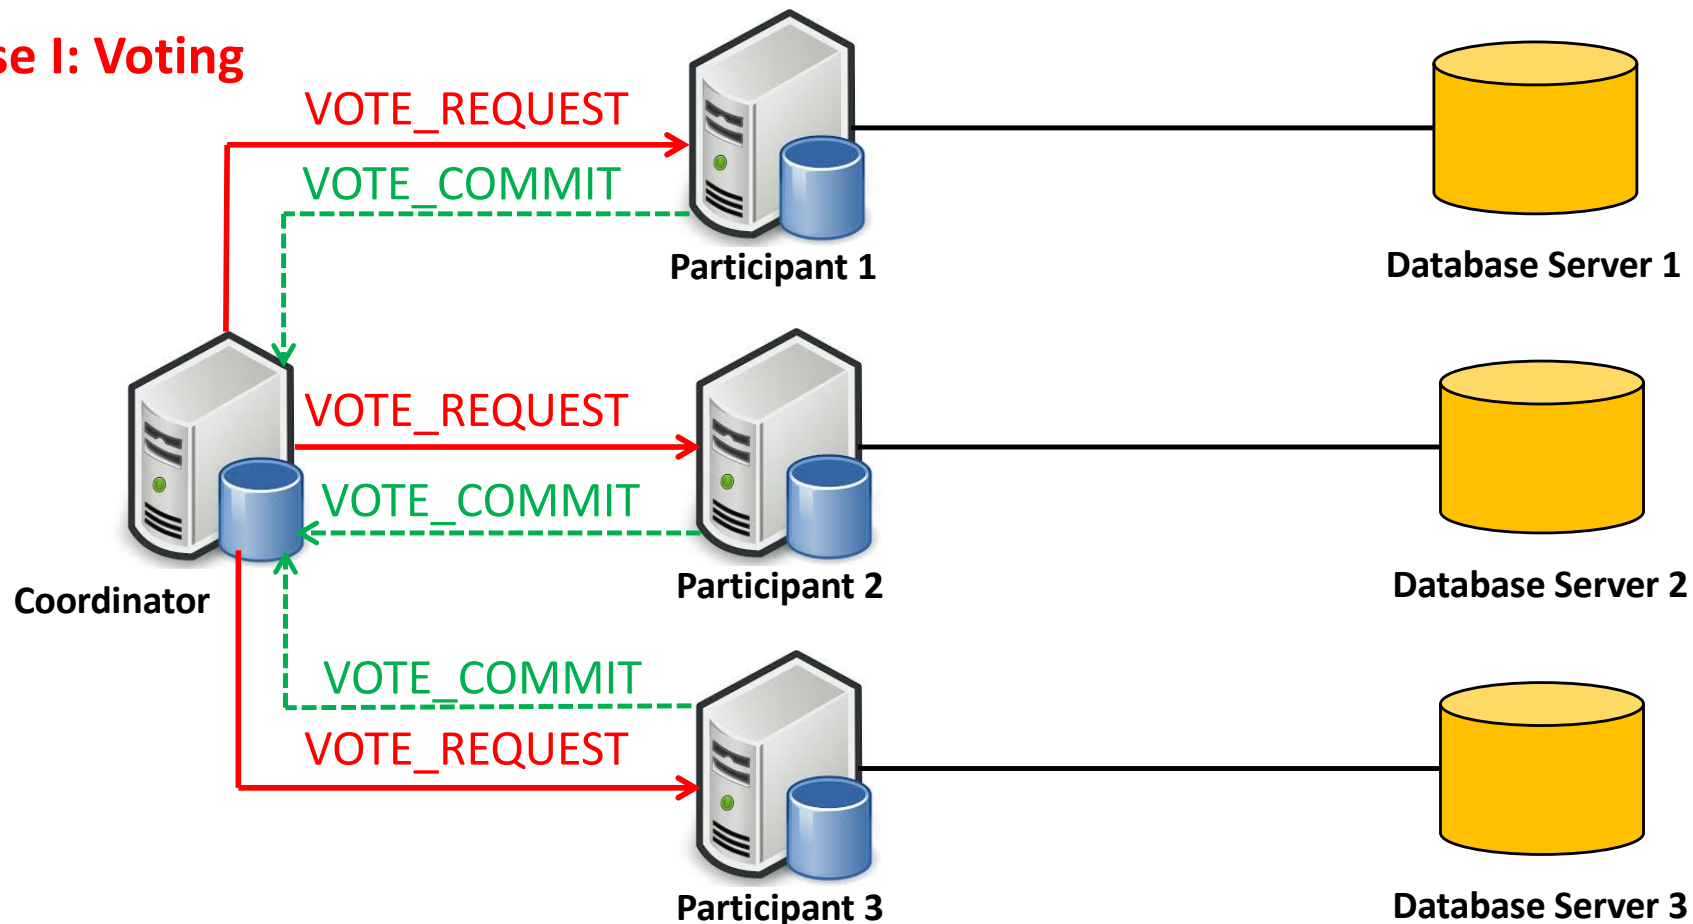 se I: Voting
VOTE_REQUEST
VOTE_COMMIT
Participant 1
Database Server 1
VOTE_REQUEST
VOTE_COMMIT
Coordinator
Participant 2
Database Server 2
VOTE_COMMIT
VOTE_REQUEST
Participant 3
Database Server 3